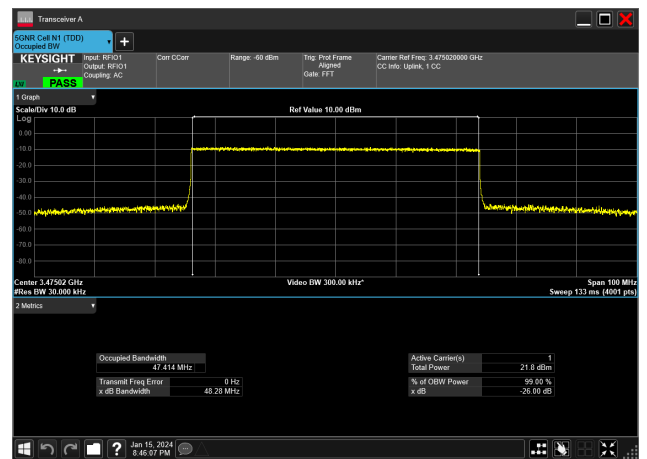 Transceiver A
5GNR Cell N1 (TDD)
Occupied BW
KEYSIGHT
Input: RFIO1
Output: RFIO1
Coupling: AC
Corr CCorr
Range: -60 dBm
Trig: Prot Frame
Aligned
Gate: FFT
Carrier Ref Freq: 3.475020000 GHz
CC Info: Uplink, 1 CC
PASS
1 Graph
Scale/Div 10.0 dB
Ref Value 10.00 dBm
Log
0.00
-10.0
-20.0
-30.0
-40.0
-50.0
-60.0
-70.0
-80.0
Center 3.47502 GHz
Video BW 300.00 kHz*
Span 100 MHz
#Res BW 30.000 kHz
Sweep 133 ms (4001 pts)
2 Metrics
Occupied Bandwidth
47.414 MHz
Active Carrier(s) 1
Total Power 21.8 dBm
Transmit Freq Error 0 Hz
x dB Bandwidth 48.28 MHz
% of OBW Power 99.00 %
x dB -26.00 dB
Jan 15, 2024
8:46:07 PM